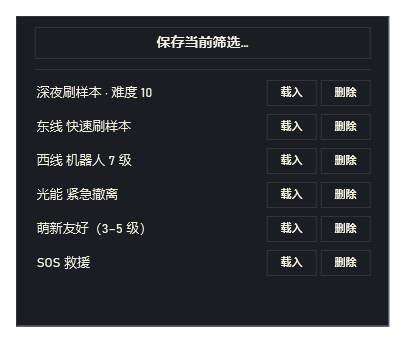 保存当前筛选...
深夜刷样本 · 难度 10 载入 删除
东线 快速刷样本 载入 删除
西线 机器人 7 级 载入 删除
光能 紧急撤离 载入 删除
萌新友好（3-5 级） 载入 删除
SOS 救援 载入 删除